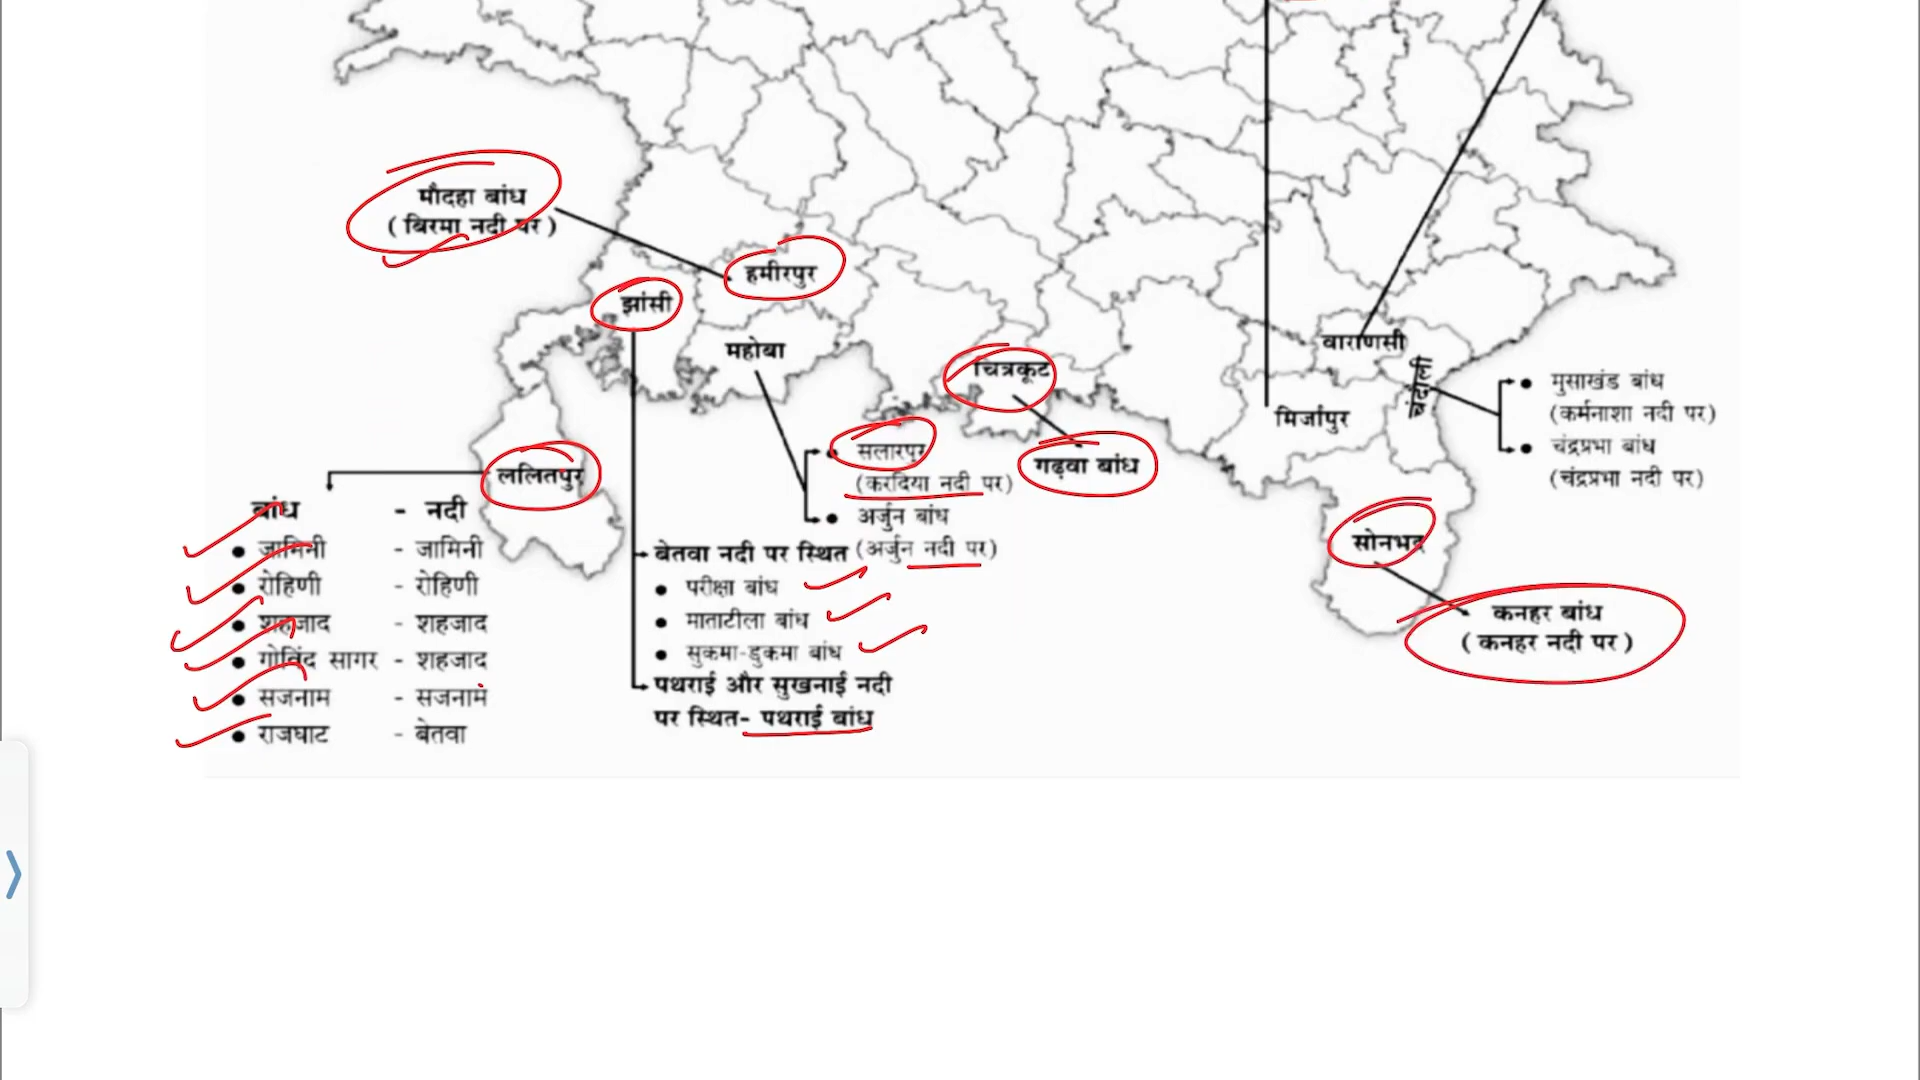 मौदहा बांध
( बिरमा नदी पर )
हमीरपुर
झांसी
महोबा
चित्रकूट
वाराणसी
चंदौली
मिर्जापुर
• मुसाखंड बांध
(कर्मनाशा नदी पर)
• चंद्रप्रभा बांध
(चंद्रप्रभा नदी पर)
• सलारपुर
(करदिया नदी पर)
• अर्जुन बांध
(अर्जुन नदी पर)
गढ़वा बांध
ललितपुर
सोनभद्र
कनहर बांध
( कनहर नदी पर )
बांध - नदी
• जामिनी - जामिनी
• रोहिणी - रोहिणी
• शहजाद - शहजाद
• गोविंद सागर - शहजाद
• सजनाम - सजनाम
• राजघाट - बेतवा
बेतवा नदी पर स्थित
• परीक्षा बांध
• माताटीला बांध
• सुकमा-डुकमा बांध
पथराई और सुखनाई नदी
पर स्थित- पथराई बांध